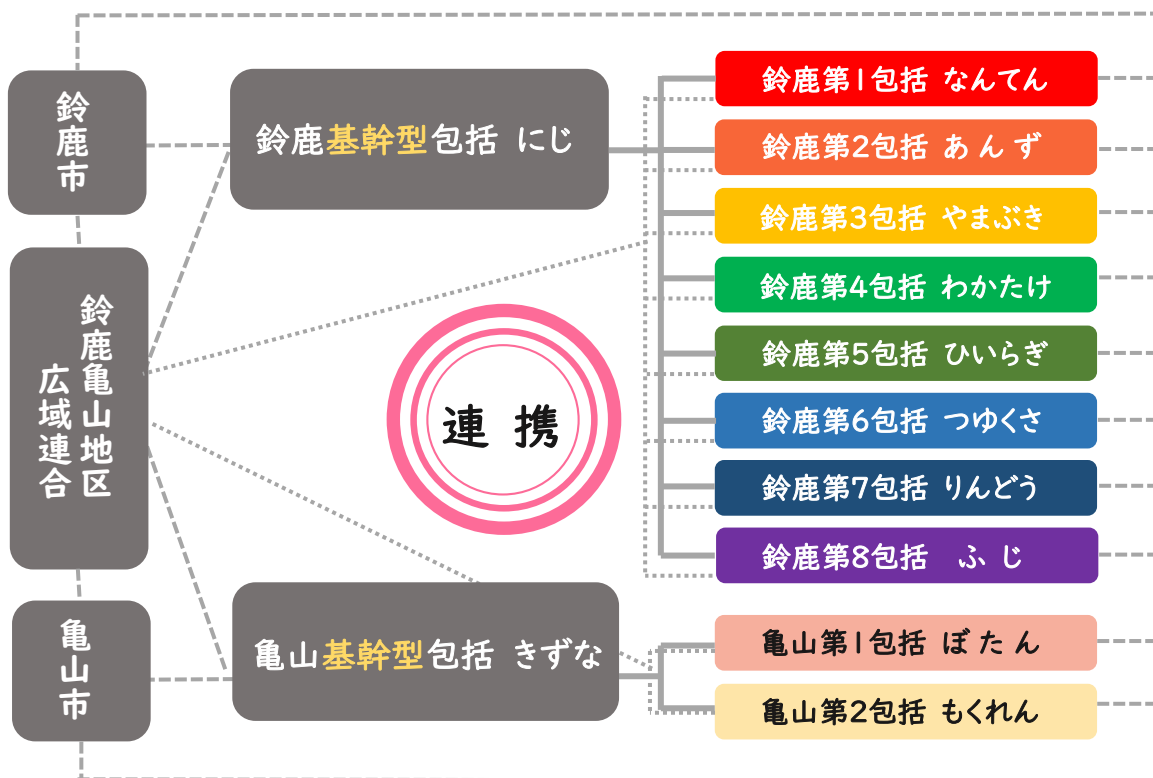 鈴鹿市
鈴鹿亀山地区
広域連合
亀山市
鈴鹿基幹型包括 にじ
連 携
亀山基幹型包括 きずな
鈴鹿第1包括 なんてん
鈴鹿第2包括 あ ん ず
鈴鹿第3包括 やまぶき
鈴鹿第4包括 わかたけ
鈴鹿第5包括 ひいらぎ
鈴鹿第6包括 つゆくさ
鈴鹿第7包括 りんどう
鈴鹿第8包括 ふ じ
亀山第1包括 ぼ た ん
亀山第2包括 もくれん